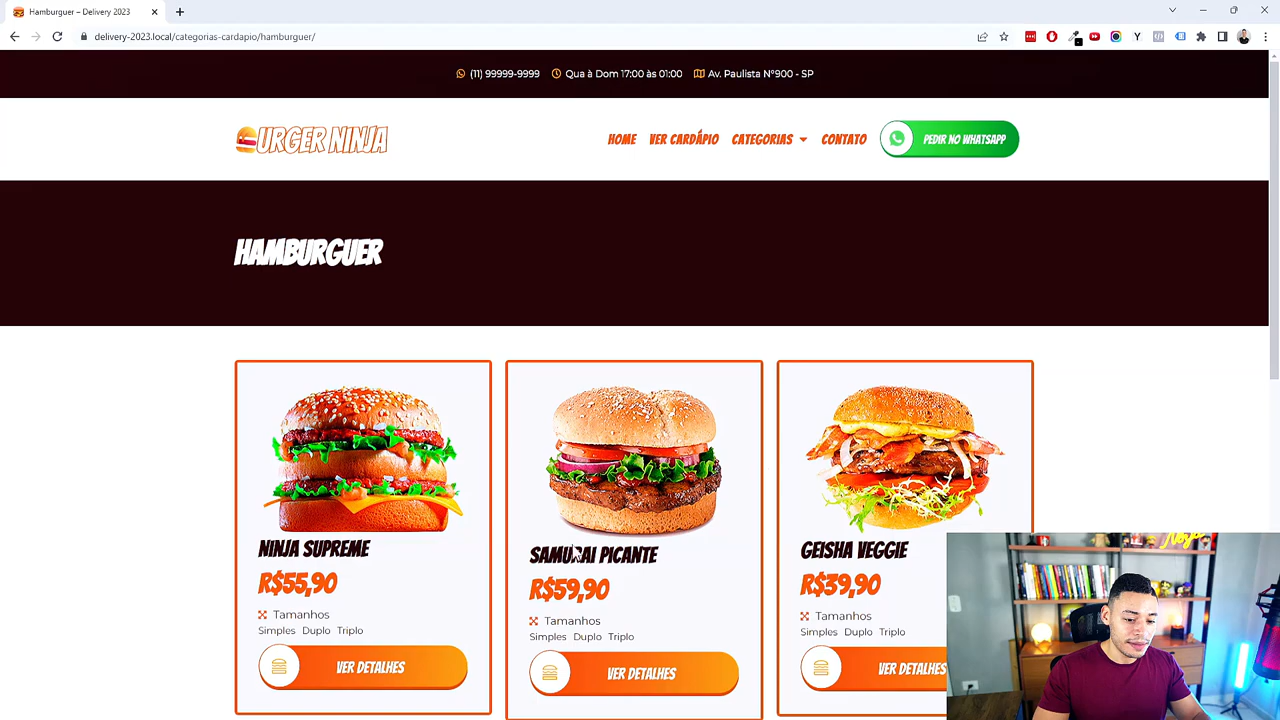 Hamburguer – Delivery 2023
delivery-2023.local/categorias-cardapio/hamburguer/
(11) 99999-9999 Qua à Dom 17:00 às 01:00 Av. Paulista N°900 - SP
URGER NINJA
HOME VER CARDÁPIO CATEGORIAS CONTATO PEDIR NO WHATSAPP
HAMBURGUER
NINJA SUPREME
R$55,90
Tamanhos
Simples Duplo Triplo
VER DETALHES
SAMURAI PICANTE
R$59,90
Tamanhos
Simples Duplo Triplo
VER DETALHES
GEISHA VEGGIE
R$39,90
Tamanhos
Simples Duplo Triplo
VER DETALHES